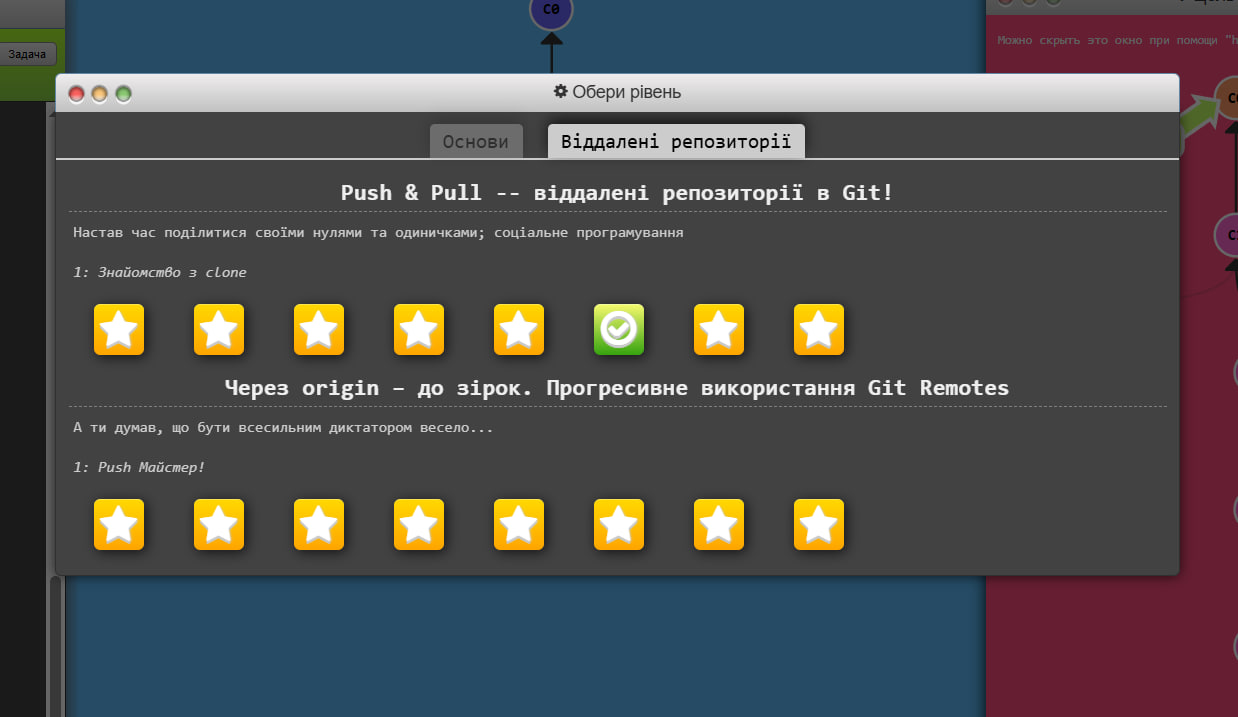 C0
Задача
Можно скрыть это окно при помощи "h
Обери рівень
Основи
Віддалені репозиторії
Push & Pull -- віддалені репозиторії в Git!
Настав час поділитися своїми нулями та одиничками; соціальне програмування
1: Знайомство з clone
Через origin – до зірок. Прогресивне використання Git Remotes
А ти думав, що бути всесильним диктатором весело...
1: Push Майстер!